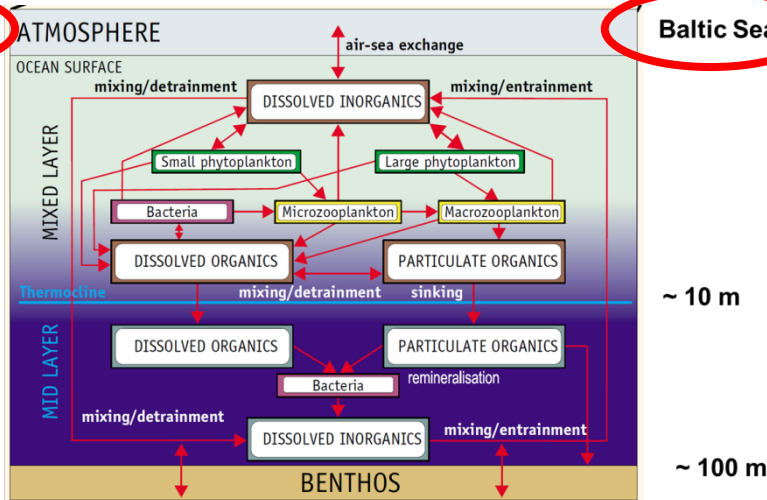 ATMOSPHERE
air-sea exchange
Baltic Sea
OCEAN SURFACE
mixing/detrainment
mixing/entrainment
DISSOLVED INORGANICS
MIXED LAYER
Small phytoplankton
Large phytoplankton
Bacteria
Microzooplankton
Macrozooplankton
DISSOLVED ORGANICS
PARTICULATE ORGANICS
Thermocline
mixing/detrainment
sinking
~ 10 m
MID LAYER
DISSOLVED ORGANICS
PARTICULATE ORGANICS
Bacteria
remineralisation
mixing/detrainment
DISSOLVED INORGANICS
mixing/entrainment
~ 100 m
BENTHOS